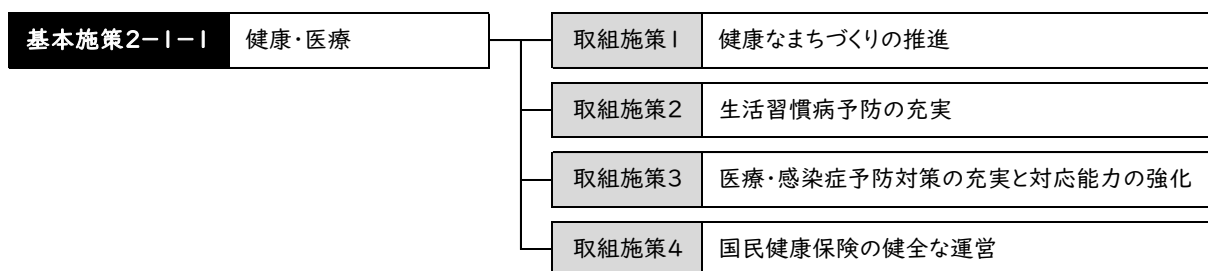 基本施策2-1-1 健康・医療
取組施策1 健康なまちづくりの推進
取組施策2 生活習慣病予防の充実
取組施策3 医療・感染症予防対策の充実と対応能力の強化
取組施策4 国民健康保険の健全な運営